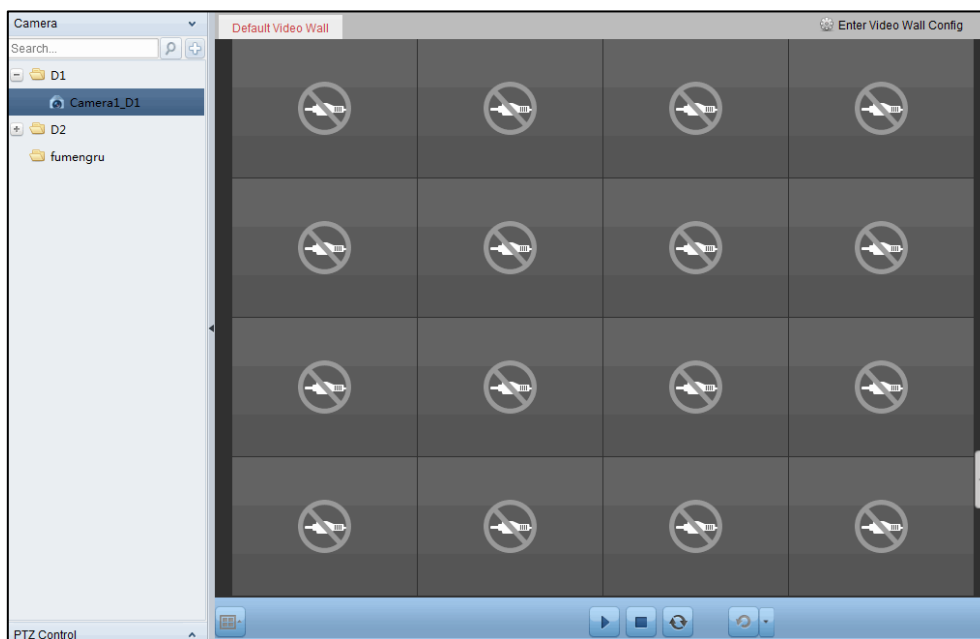 Camera
Default Video Wall
Enter Video Wall Config
Search...
D1
Camera1_D1
D2
fumengru
PTZ Control